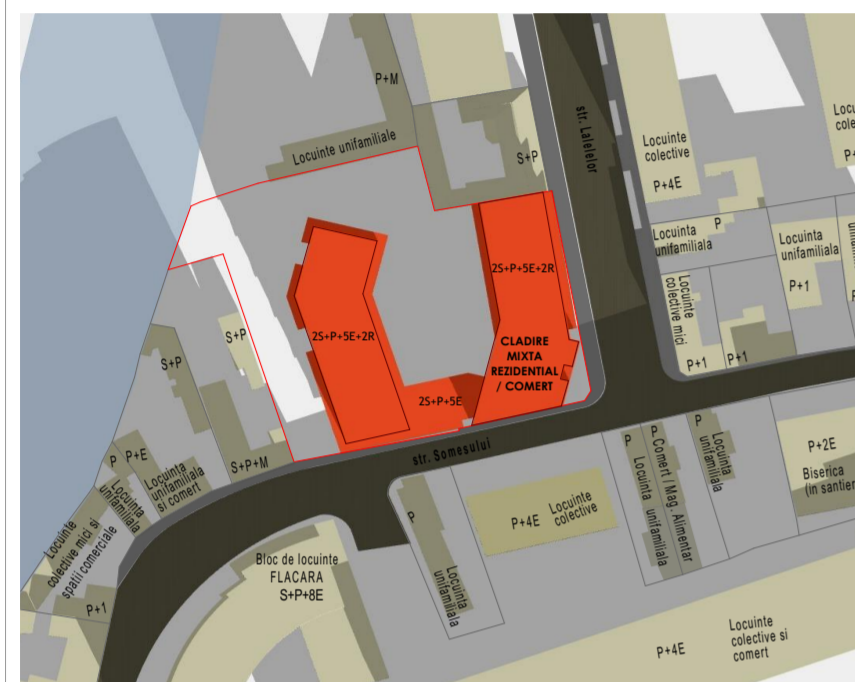 P+M
Locuinte unifamiliale
S+P
str. Lalelelor
Locuinte
colective
P+4E
P
Locuinta
unifamiliala
Locuinta
unifamiliala
P+1
Locuinte
colective mici
P+1
P+1
2S+P+5E+2R
CLADIRE
MIXTA
REZIDENTIAL
/ COMERT
2S+P+5E+2R
2S+P+5E
S+P
S+P
S+P+M
P+E
Locuinta
unifamiliala
si comert
P
Locuinta
unifamiliala
Locuinte
colective mici si
spatii comerciale
P+1
str. Somesului
Bloc de locuinte
FLACARA
S+P+8E
P
Locuinta
unifamiliala
P+4E
Locuinte
colective
P
Locuinta
unifamiliala
P
Comert / Mag. Alimentar
P
Locuinta
unifamiliala
P+2E
Biserica
(in santier
P+4E
Locuinte
colective si
comert